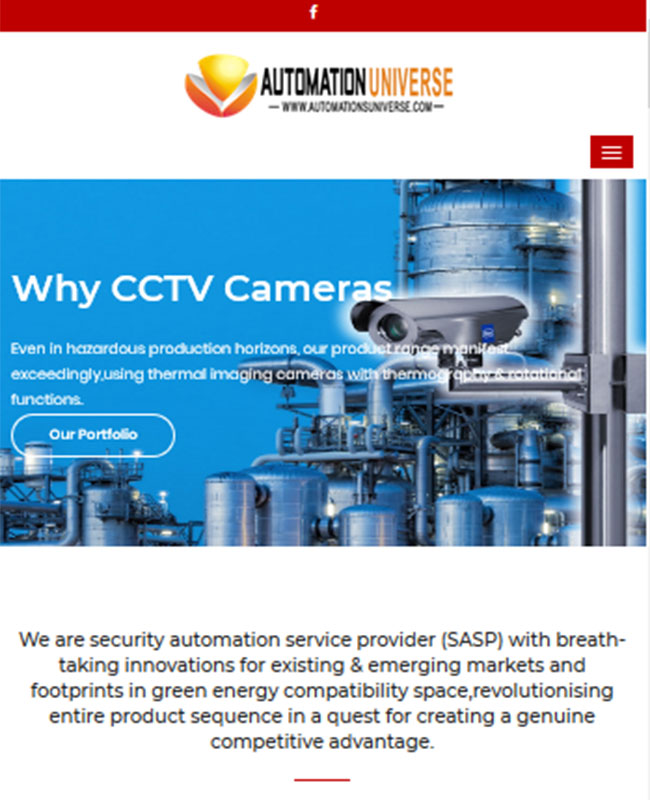 f
AUTOMATION UNIVERSE
WWW.AUTOMATIONSUNIVERSE.COM
Why CCTV Cameras
Even in hazardous production horizons, our product range manifest
exceedingly,using thermal imaging cameras with thermography & rotational
functions.
Our Portfolio
We are security automation service provider (SASP) with breath-
taking innovations for existing & emerging markets and
footprints in green energy compatibility space,revolutionising
entire product sequence in a quest for creating a genuine
competitive advantage.